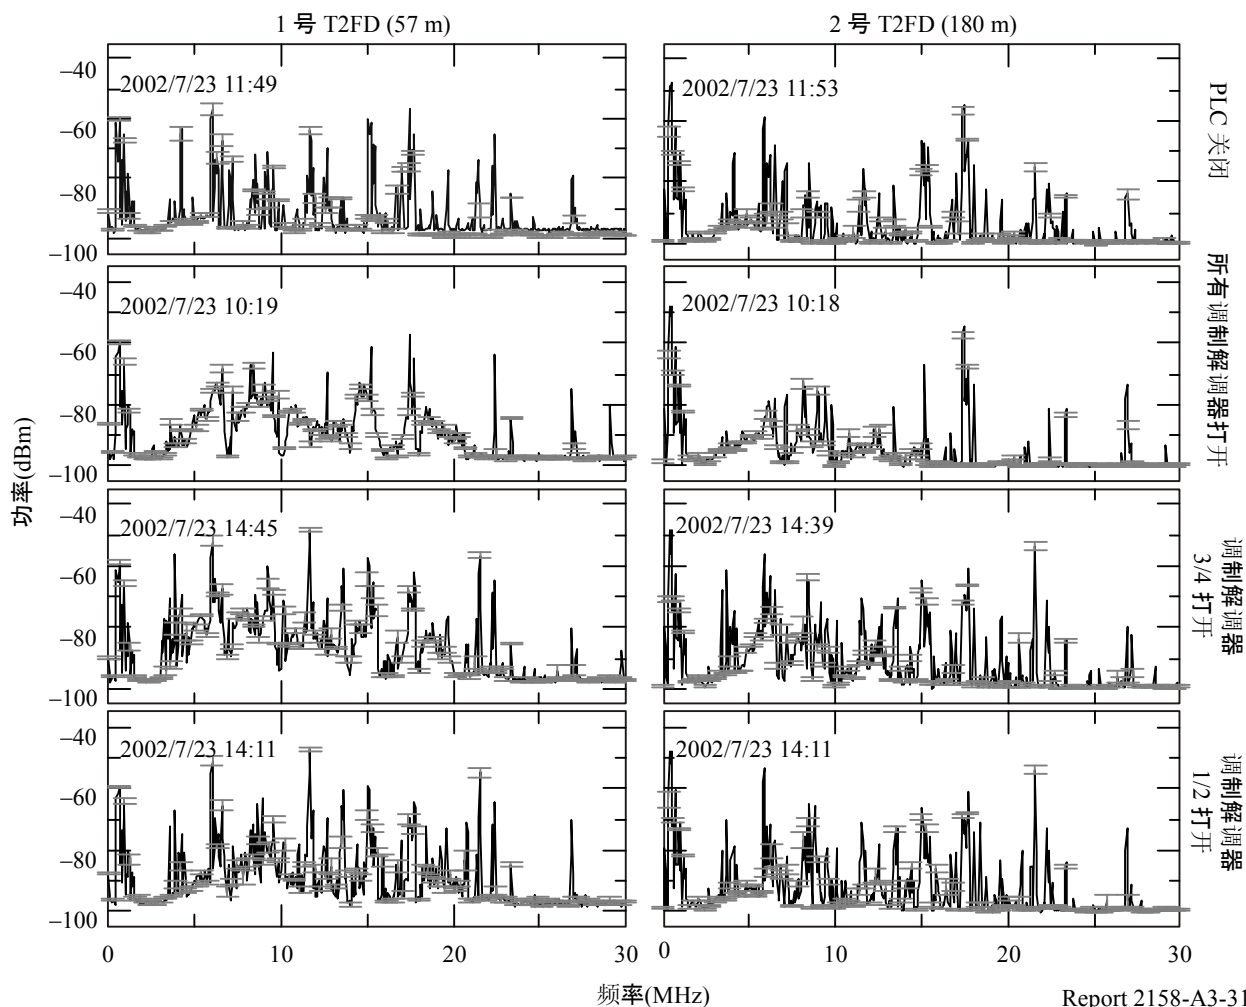 1 号 T2FD (57 m)
2 号 T2FD (180 m)
–40
–60
–80
–100
2002/7/23 11:49
2002/7/23 11:53
PLC 关闭
–40
–60
–80
–100
2002/7/23 10:19
2002/7/23 10:18
所有调制解调器打开
功率(dBm)
–40
–60
–80
–100
2002/7/23 14:45
2002/7/23 14:39
调制解调器
3/4 打开
–40
–60
–80
–100
2002/7/23 14:11
2002/7/23 14:11
调制解调器
1/2 打开
0
10
20
30
0
10
20
30
频率(MHz)
Report 2158-A3-31